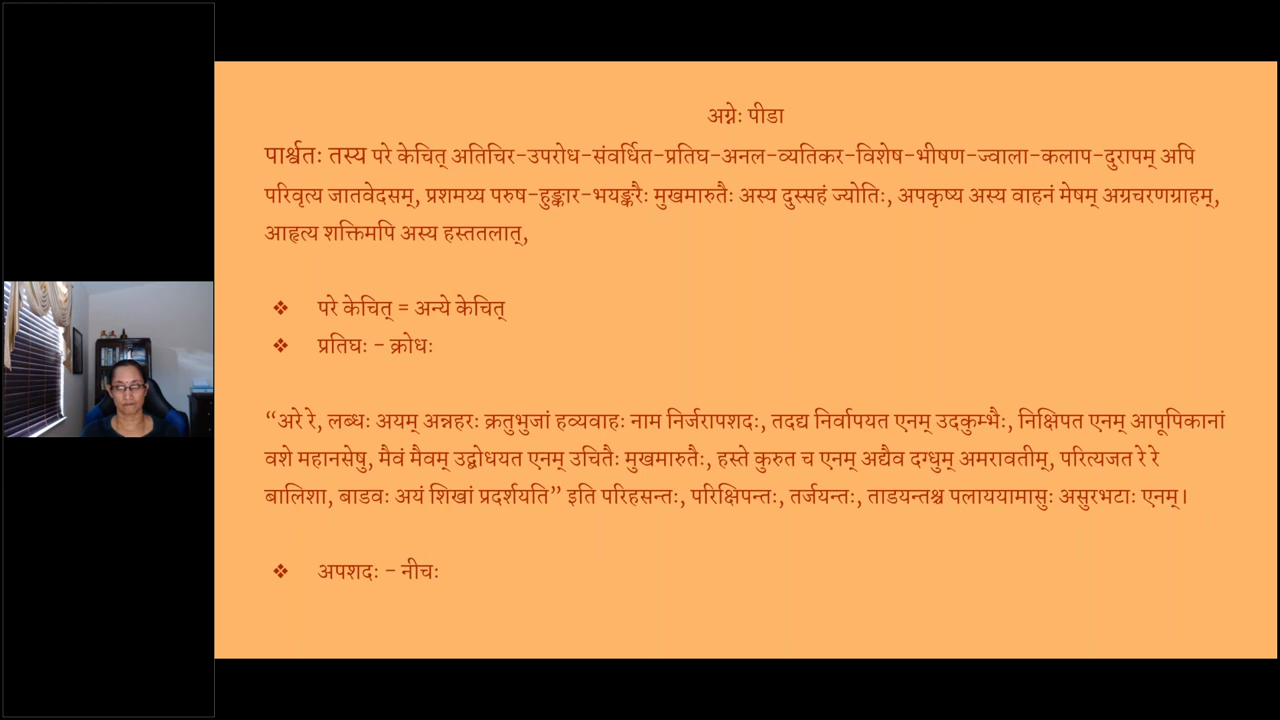 अग्नेः पीडा
पार्श्वतः तस्य परे केचित् अतिचिर-उपरोध-संवर्धित-प्रतिघ-अनल-व्यतिकर-विशेष-भीषण-ज्वाला-कलाप-दुरापम् अपि
परिवृत्य जातवेदसम्, प्रशमय्य परुष-हुङ्कार-भयङ्करैः मुखमारुतैः अस्य दुस्सहं ज्योतिः, अपकृष्य अस्य वाहनं मेषम् अग्रचरणग्राहम्,
आहृत्य शक्तिमपि अस्य हस्ततलात्,
❖ परे केचित् = अन्ये केचित्
❖ प्रतिघः - क्रोधः
“अरे रे, लब्धः अयम् अन्नहरः क्रतुभुजां हव्यवाहः नाम निर्जरापशदः, तदद्य निर्वापयत एनम् उदकुम्भैः, निक्षिपत एनम् आपूपिकानां
वशे महानसेषु, मैवं मैवम् उद्बोधयत एनम् उचितैः मुखमारुतैः, हस्ते कुरुत च एनम् अद्यैव दग्धुम् अमरावतीम्, परित्यजत रे रे
बालिशा, बाडवः अयं शिखां प्रदर्शयति” इति परिहसन्तः, परिक्षिपन्तः, तर्जयन्तः, ताडयन्तश्च पलाययामासुः असुरभटाः एनम्।
❖ अपशदः - नीचः